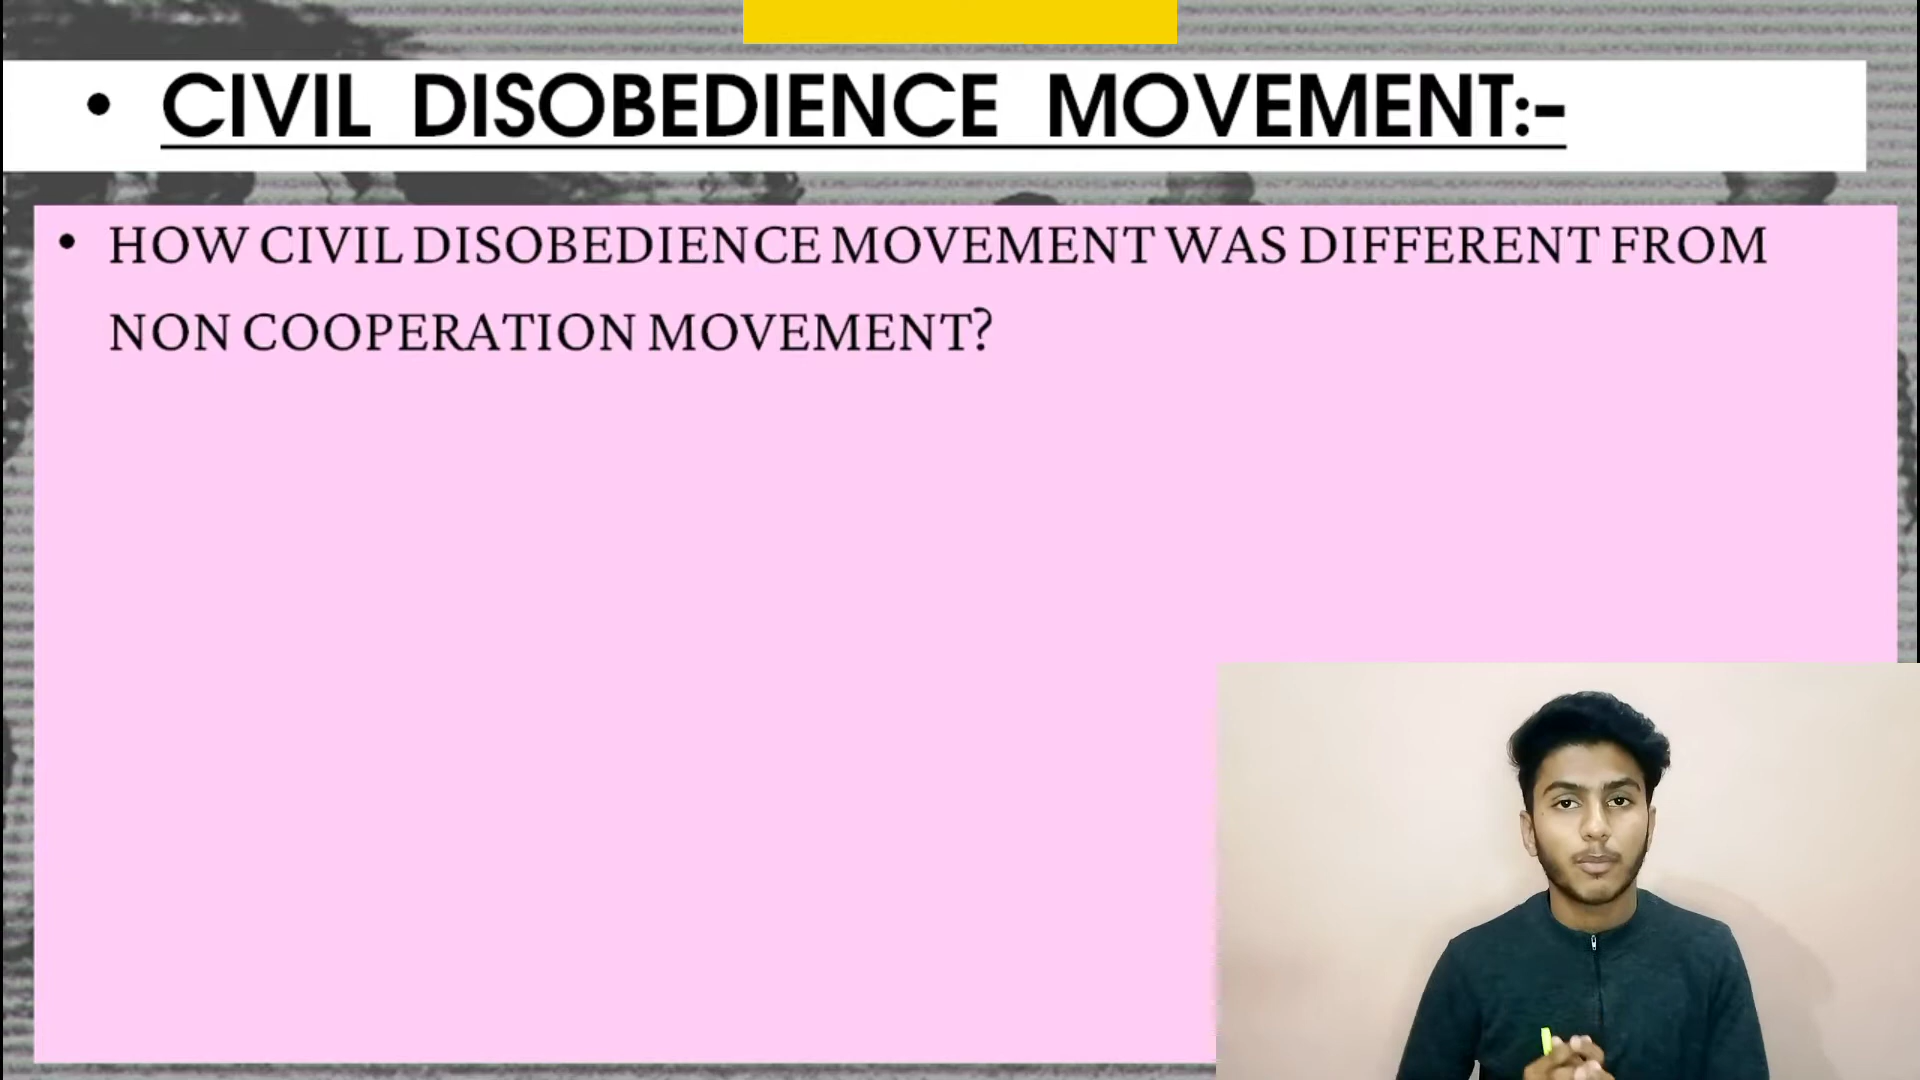 • CIVIL DISOBEDIENCE MOVEMENT:-
• HOW CIVIL DISOBEDIENCE MOVEMENT WAS DIFFERENT FROM
NON COOPERATION MOVEMENT?